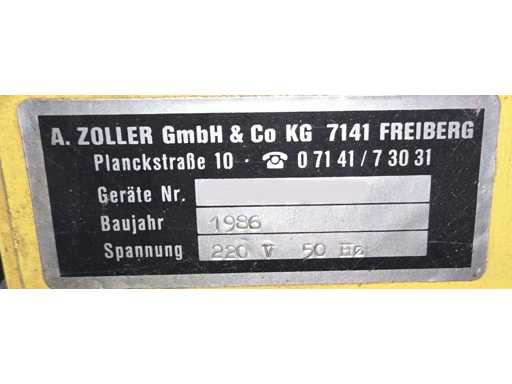 A. ZOLLER GmbH & Co KG 7141 FREIBERG
Planckstraße 10 · ☎ 0 71 41 / 7 30 31
Geräte Nr.
Baujahr 1986
Spannung 220 V 50 Hz